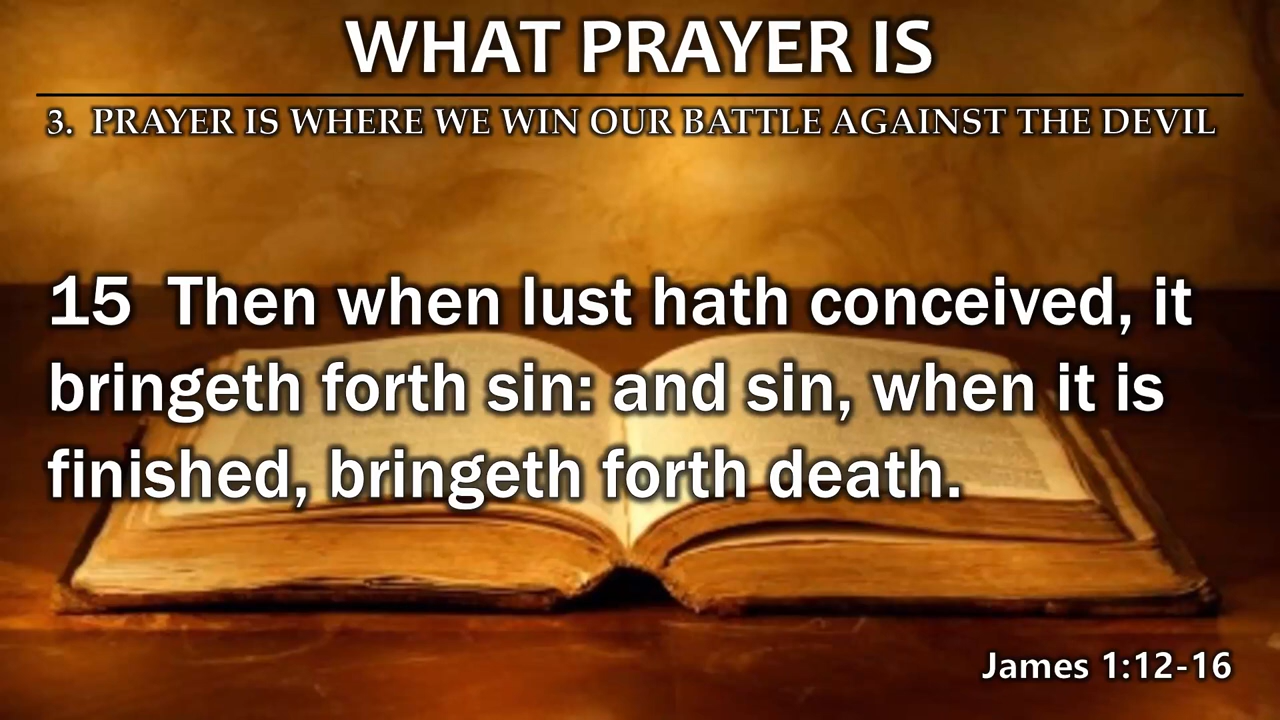 WHAT PRAYER IS
3. PRAYER IS WHERE WE WIN OUR BATTLE AGAINST THE DEVIL
15 Then when lust hath conceived, it
bringeth forth sin: and sin, when it is
finished, bringeth forth death.
James 1:12-16